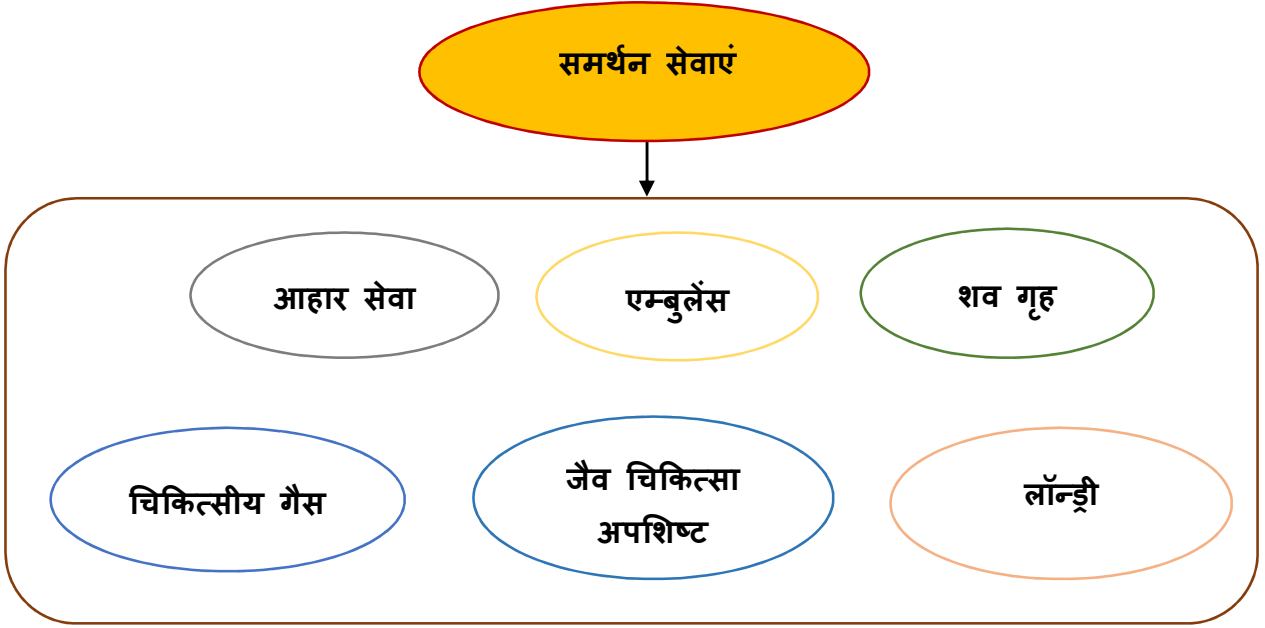 समर्थन सेवाएं
आहार सेवा
एम्बुलेंस
शव गृह
चिकित्सीय गैस
जैव चिकित्सा
अपशिष्ट
लॉन्ड्री